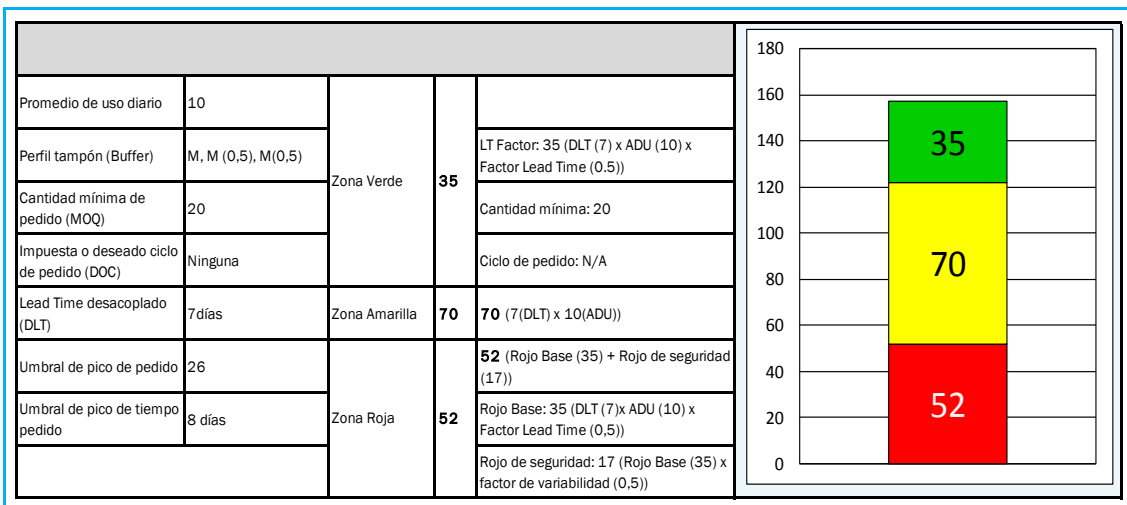 Promedio de uso diario
10
Perfil tampón (Buffer)
M, M (0,5), M(0,5)
Cantidad mínima de
pedido (MOQ)
20
Impuesta o deseado ciclo
de pedido (DOC)
Ninguna
Zona Verde
35
LT Factor: 35 (DLT (7) x ADU (10) x
Factor Lead Time (0.5))
Cantidad mínima: 20
Ciclo de pedido: N/A
Lead Time desacoplado
(DLT)
7días
Zona Amarilla
70
70 (7(DLT) x 10(ADU))
Umbral de pico de pedido
26
Umbral de pico de tiempo
pedido
8 días
Zona Roja
52
52 (Rojo Base (35) + Rojo de seguridad
(17))
Rojo Base: 35 (DLT (7)x ADU (10) x
Factor Lead Time (0,5))
Rojo de seguridad: 17 (Rojo Base (35) x
factor de variabilidad (0,5))
180
160
140
120
100
80
60
40
20
0
35
70
52